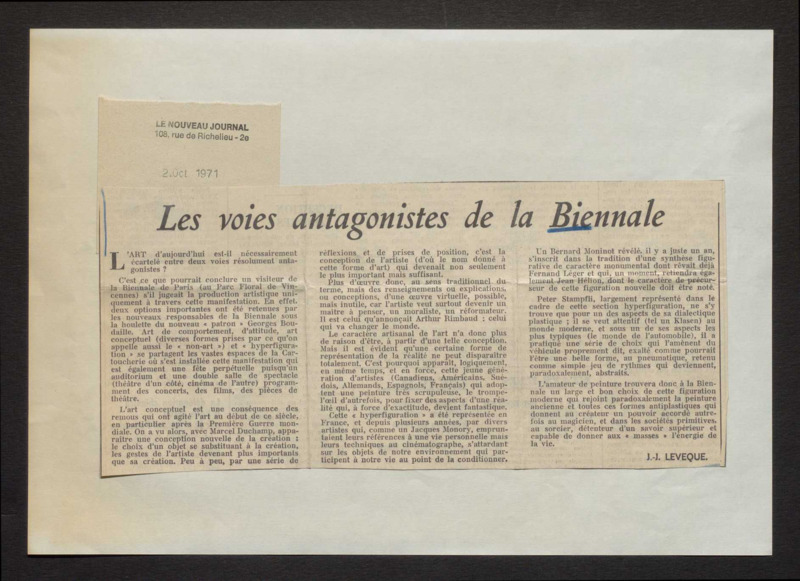 LE NOUVEAU JOURNAL
108, rue de Richelieu - 2e
2.Oct 1971
Les voies antagonistes de la Biennale
L'ART d'aujourd'hui est-il nécessairement
écartelé entre deux voies résolument anta-
gonistes ?
C'est ce que pourrait conclure un visiteur de
la Biennale de Paris (au Parc Floral de Vin-
cennes) s'il jugeait la production artistique uni-
quement à travers cette manifestation. En effet,
deux options importantes ont été retenues par
les nouveaux responsables de la Biennale sous
la houlette du nouveau « patron » Georges Bou-
daille. Art de comportement, d'attitude, art
conceptuel (diverses formes prises par ce qu'on
appelle aussi le « non-art ») et « hyperfigura-
tion » se partagent les vastes espaces de la Car-
toucherie où s'est installée cette manifestation qui
est également une fête perpétuelle puisqu'un
auditorium et une double salle de spectacle
(théâtre d'un côté, cinéma de l'autre) program-
ment des concerts, des films, des pièces de
théâtre.
L'art conceptuel est une conséquence des
remous qui ont agité l'art au début de ce siècle,
en particulier après la Première Guerre mon-
diale. On a vu alors, avec Marcel Duchamp, appa-
raître une conception nouvelle de la création :
le choix d'un objet se substituant à la création,
les gestes de l'artiste devenant plus importants
que sa création. Peu à peu, par une série de
réflexions et de prises de position, c'est la
conception de l'artiste (d'où le nom donné à
cette forme d'art) qui devenait non seulement
le plus important mais suffisant.
Plus d'œuvre donc, au sens traditionnel du
terme, mais des renseignements ou explications,
ou conceptions, d'une œuvre virtuelle, possible,
mais inutile, car l'artiste veut surtout devenir un
maître à penser, un moraliste, un réformateur.
Il est celui qu'annonçait Arthur Rimbaud : celui
qui va changer le monde.
Le caractère artisanal de l'art n'a donc plus
de raison d'être, à partir d'une telle conception.
Mais il est évident qu'une certaine forme de
représentation de la réalité ne peut disparaître
totalement. C'est pourquoi apparaît, logiquement,
en même temps, et en force, cette jeune géné-
ration d'artistes (Canadiens, Américains, Sué-
dois, Allemands, Espagnols, Français) qui adop-
tent une peinture très scrupuleuse, le trompe-
l'œil d'autrefois, pour fixer des aspects d'une réa-
lité qui, à force d'exactitude, devient fantastique.
Cette « hyperfiguration » a été représentée en
France, et depuis plusieurs années, par divers
artistes qui, comme un Jacques Monory, emprun-
taient leurs références à une vie personnelle mais
leurs techniques au cinématographe, s'attardant
sur les objets de notre environnement qui par-
ticipent à notre vie au point de la conditionner.
Un Bernard Moninot révélé, il y a juste un an,
s'inscrit dans la tradition d'une synthèse figu-
rative de caractère monumental dont rêvait déjà
Fernand Léger et qui, un moment, retiendra éga-
lement Jean Hélion, dont le caractère de précur-
seur de cette figuration nouvelle doit être noté.
Peter Stampfli, largement représenté dans le
cadre de cette section hyperfiguration, ne s'y
trouve que pour un des aspects de sa dialectique
plastique ; il se veut attentif (tel un Klasen) au
monde moderne, et sous un de ses aspects les
plus typiques (le monde de l'automobile), il a
pratiqué une série de choix qui l'amènent du
véhicule proprement dit, exalté comme pourrait
l'être une belle forme, au pneumatique, retenu
comme simple jeu de rythmes qui deviennent,
paradoxalement, abstraits.
L'amateur de peinture trouvera donc à la Bien-
nale un large et bon choix de cette figuration
moderne qui rejoint paradoxalement la peinture
ancienne et toutes ces formes antiplastiques qui
donnent au créateur un pouvoir accordé autre-
fois au magicien, et dans les sociétés primitives,
au sorcier, détenteur d'un savoir supérieur et
capable de donner aux « masses » l'énergie de
la vie.
J.-J. LEVEQUE.